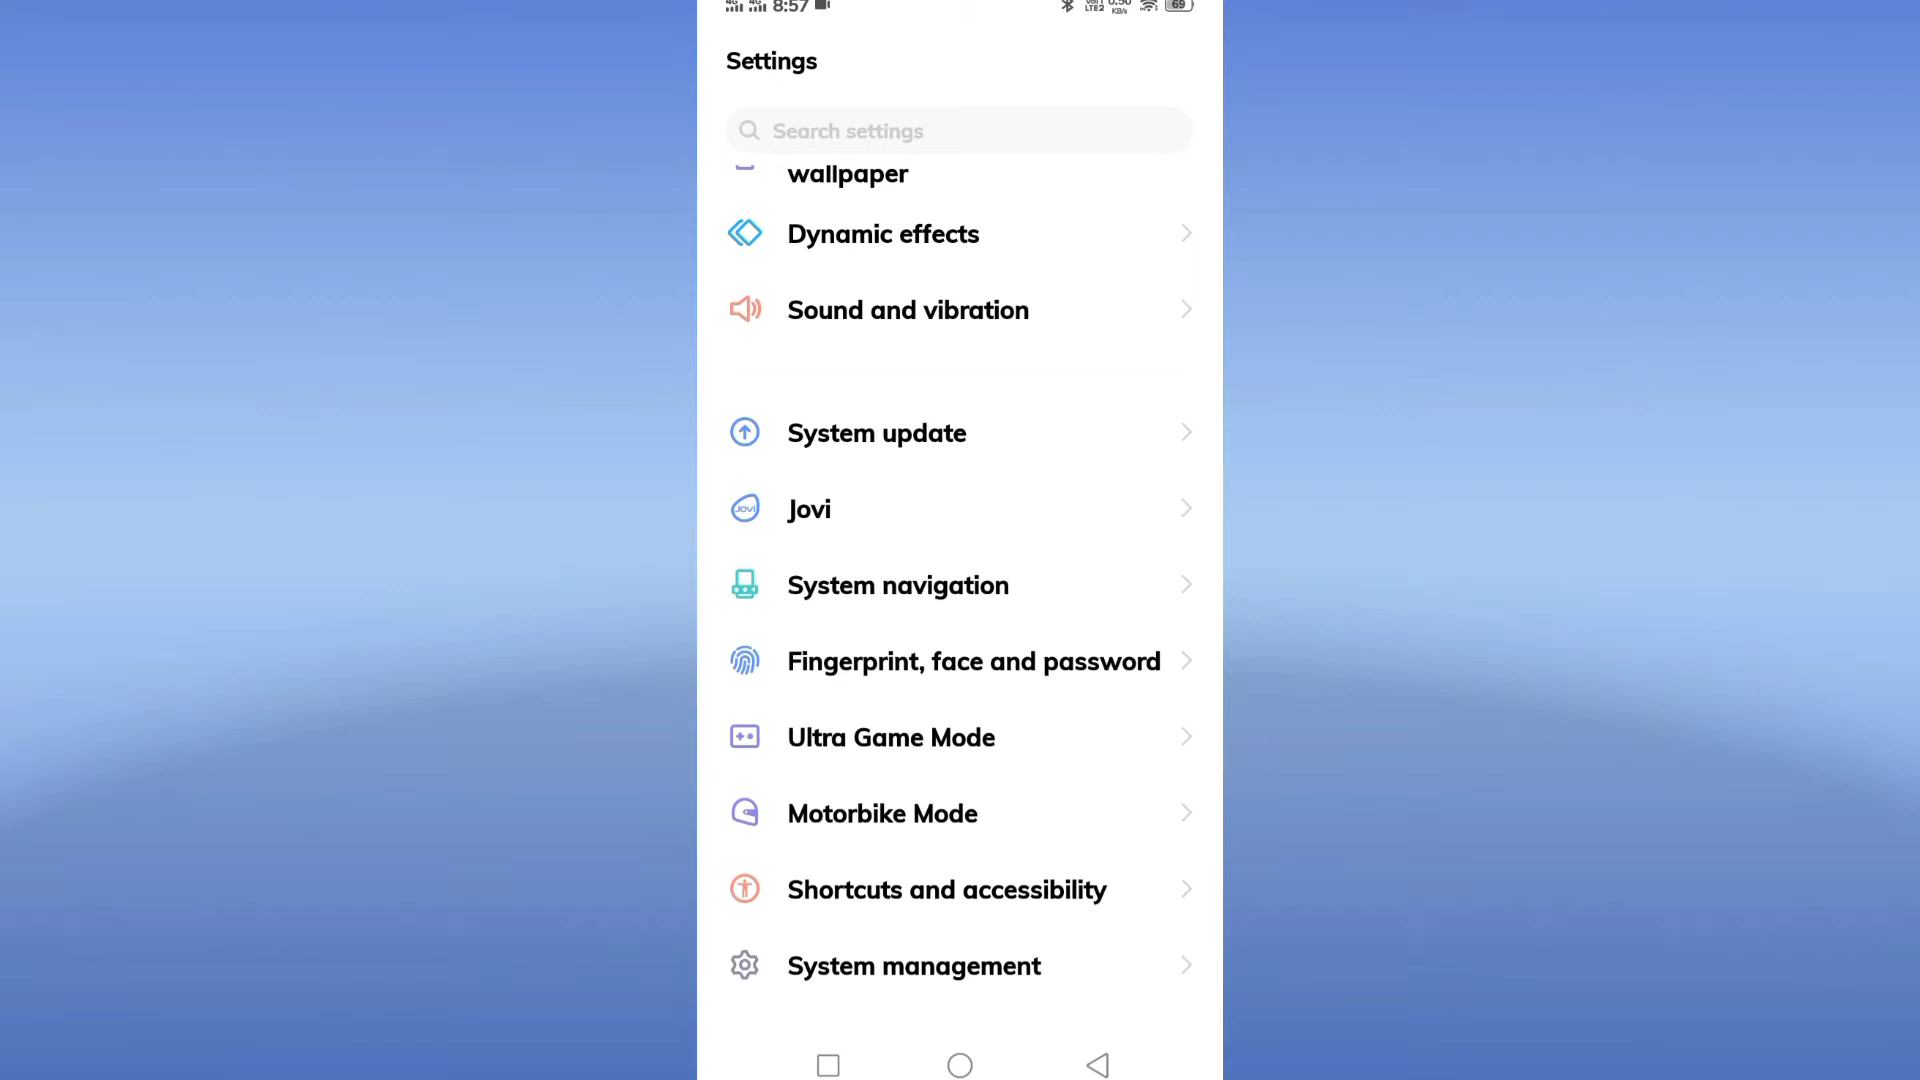 8:57 69
Settings
Search settings
wallpaper
Dynamic effects
Sound and vibration
System update
Jovi
System navigation
Fingerprint, face and password
Ultra Game Mode
Motorbike Mode
Shortcuts and accessibility
System management